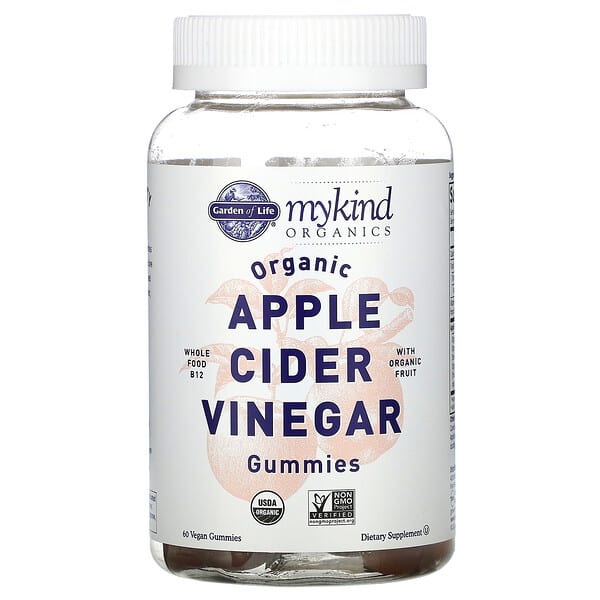 Garden of Life®
mykind
ORGANICS
Organic
APPLE
CIDER
VINEGAR
Gummies
WHOLE
FOOD
B12
WITH
ORGANIC
FRUIT
USDA
ORGANIC
NON
GMO
Project
VERIFIED
nongmoproject.org
60 Vegan Gummies
Dietary Supplement Ⓤ